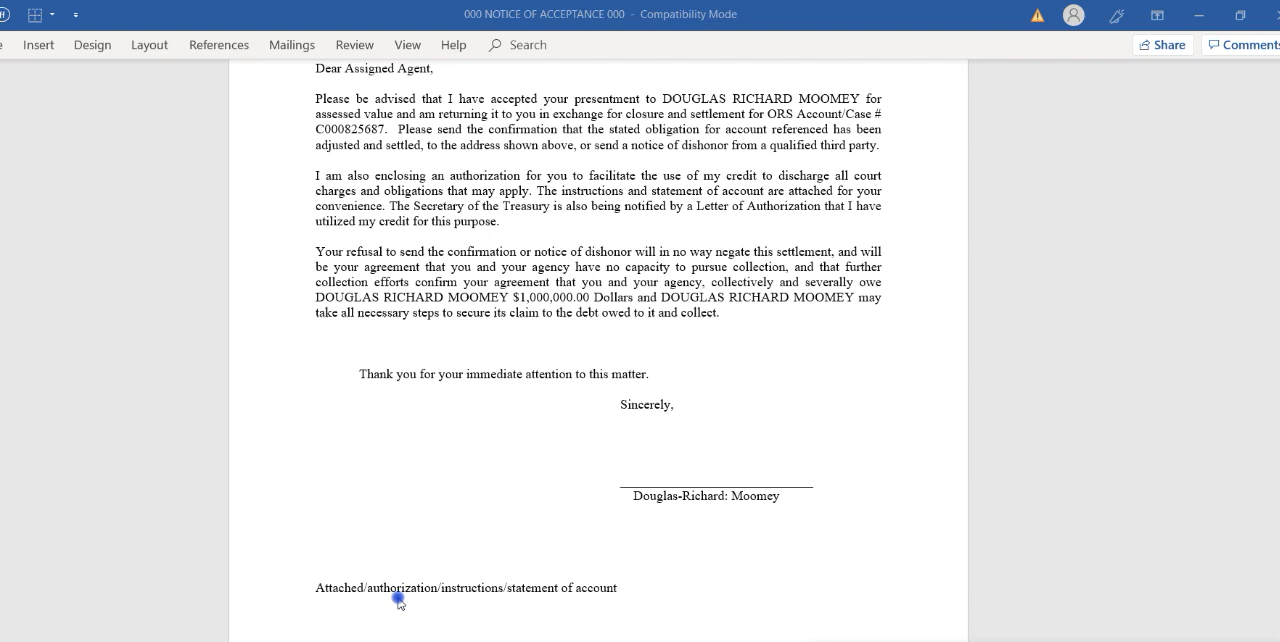 000 NOTICE OF ACCEPTANCE 000 - Compatibility Mode
Insert Design Layout References Mailings Review View Help Search Share Comments
Dear Assigned Agent,
Please be advised that I have accepted your presentment to DOUGLAS RICHARD MOOMEY for
assessed value and am returning it to you in exchange for closure and settlement for ORS Account/Case #
C000825687. Please send the confirmation that the stated obligation for account referenced has been
adjusted and settled, to the address shown above, or send a notice of dishonor from a qualified third party.
I am also enclosing an authorization for you to facilitate the use of my credit to discharge all court
charges and obligations that may apply. The instructions and statement of account are attached for your
convenience. The Secretary of the Treasury is also being notified by a Letter of Authorization that I have
utilized my credit for this purpose.
Your refusal to send the confirmation or notice of dishonor will in no way negate this settlement, and will
be your agreement that you and your agency have no capacity to pursue collection, and that further
collection efforts confirm your agreement that you and your agency, collectively and severally owe
DOUGLAS RICHARD MOOMEY $1,000,000.00 Dollars and DOUGLAS RICHARD MOOMEY may
take all necessary steps to secure its claim to the debt owed to it and collect.
Thank you for your immediate attention to this matter.
Sincerely,
Douglas-Richard: Moomey
Attached/authorization/instructions/statement of account